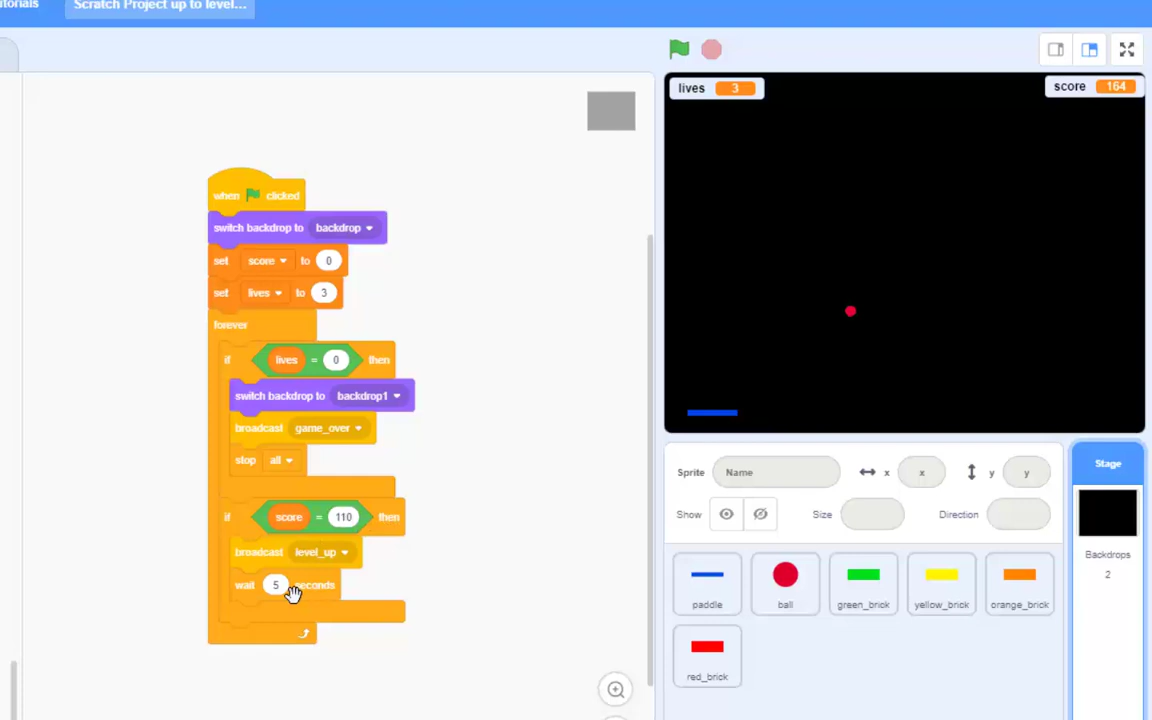 utorials
Scratch Project up to level...
lives 3
score 164
when clicked
switch backdrop to backdrop
set score to 0
set lives to 3
forever
if lives = 0 then
switch backdrop to backdrop1
broadcast game_over
stop all
if score = 110 then
broadcast level_up
wait 5 seconds
Sprite Name x x y y
Show Size Direction
Stage
Backdrops
2
paddle ball green_brick yellow_brick orange_brick
red_brick